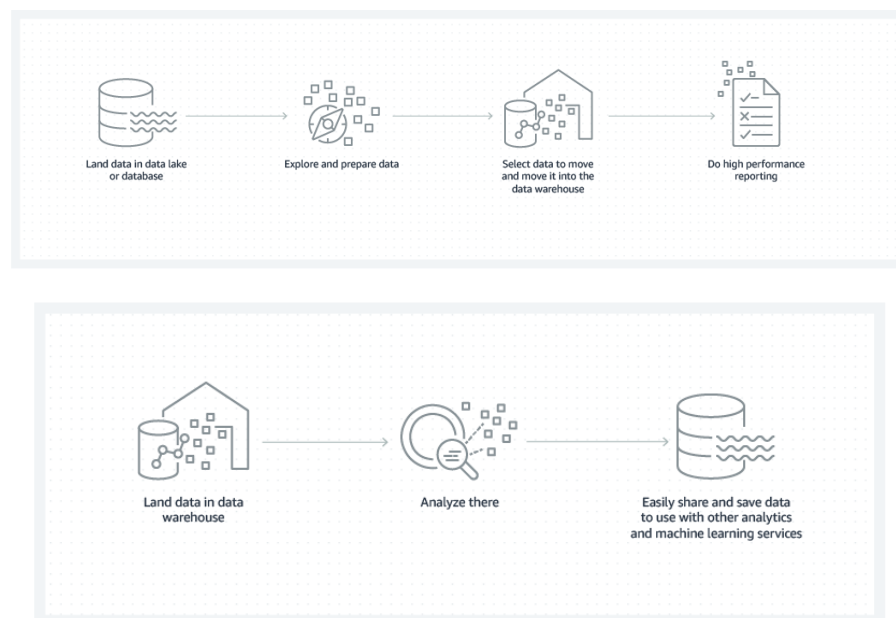 Land data in data lake
or database
Explore and prepare data
Select data to move
and move it into the
data warehouse
Do high performance
reporting
Land data in data
warehouse
Analyze there
Easily share and save data
to use with other analytics
and machine learning services